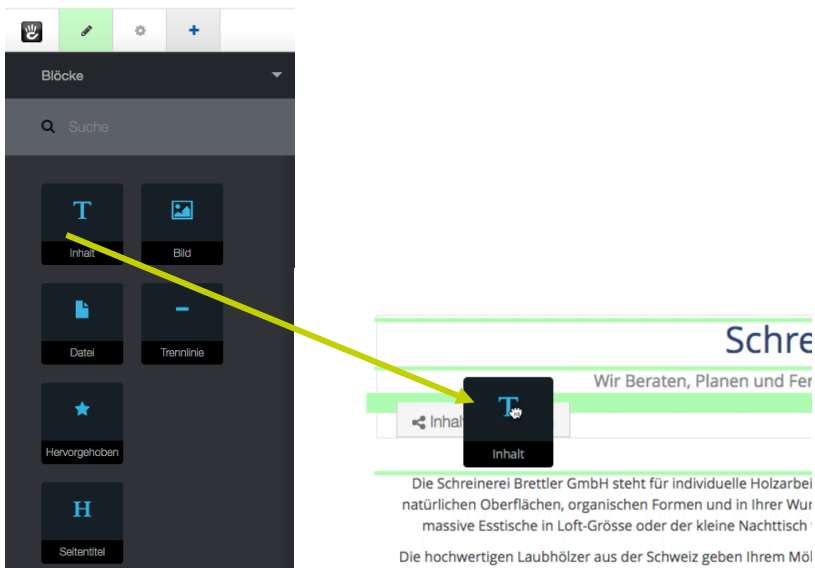 Blöcke
Suche
T
Inhalt
Bild
Datei
Trennlinie
Hervorgehoben
H
Seitentitel
Schre
Wir Beraten, Planen und Fer
Inhal
T
Inhalt
Die Schreinerei Brettler GmbH steht für individuelle Holzarbei
natürlichen Oberflächen, organischen Formen und in Ihrer Wur
massive Esstische in Loft-Grösse oder der kleine Nachttisch
Die hochwertigen Laubhölzer aus der Schweiz geben Ihrem Möl